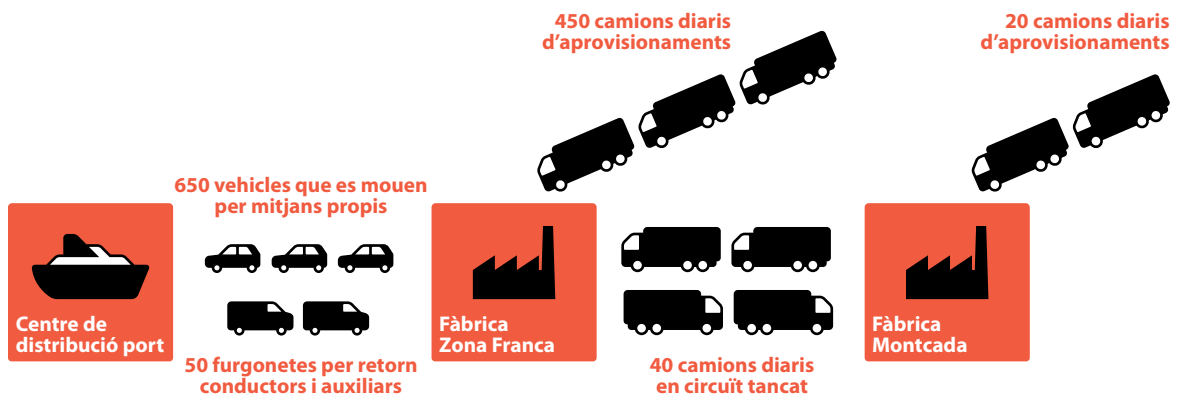 450 camions diaris
d’aprovisionaments
20 camions diaris
d’aprovisionaments
650 vehicles que es mouen
per mitjans propis
Centre de
distribució port
Fàbrica
Zona Franca
Fàbrica
Montcada
50 furgonetes per retorn
conductors i auxiliars
40 camions diaris
en circuït tancat